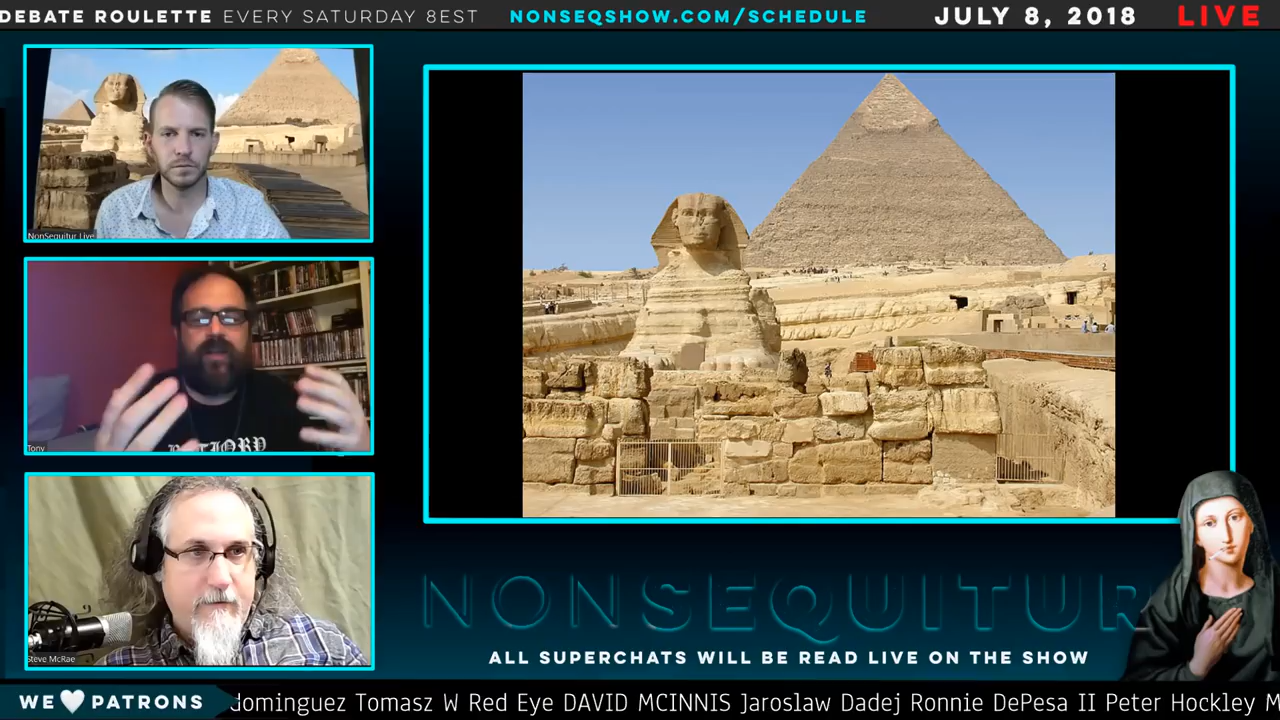 DEBATE ROULETTE EVERY SATURDAY 8EST NONSEQSHOW.COM/SCHEDULE JULY 8, 2018 LIVE
NonSequitur Live
Tony
Steve McRae
NONSEQUITUR
ALL SUPERCHATS WILL BE READ LIVE ON THE SHOW
WE PATRONS dominguez Tomasz W Red Eye DAVID MCINNIS Jaroslaw Dadej Ronnie DePesa II Peter Hockley M